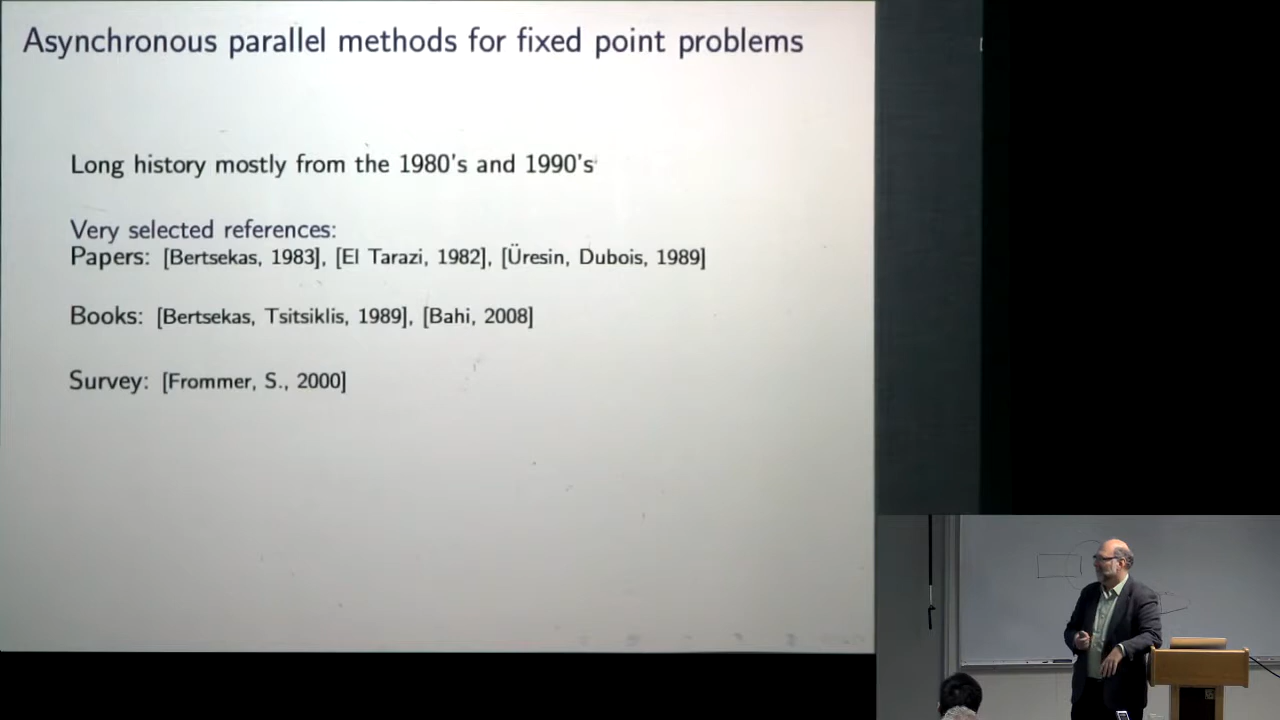 Asynchronous parallel methods for fixed point problems
Long history mostly from the 1980's and 1990's
Very selected references:
Papers: [Bertsekas, 1983], [El Tarazi, 1982], [Üresin, Dubois, 1989]
Books: [Bertsekas, Tsitsiklis, 1989], [Bahi, 2008]
Survey: [Frommer, S., 2000]